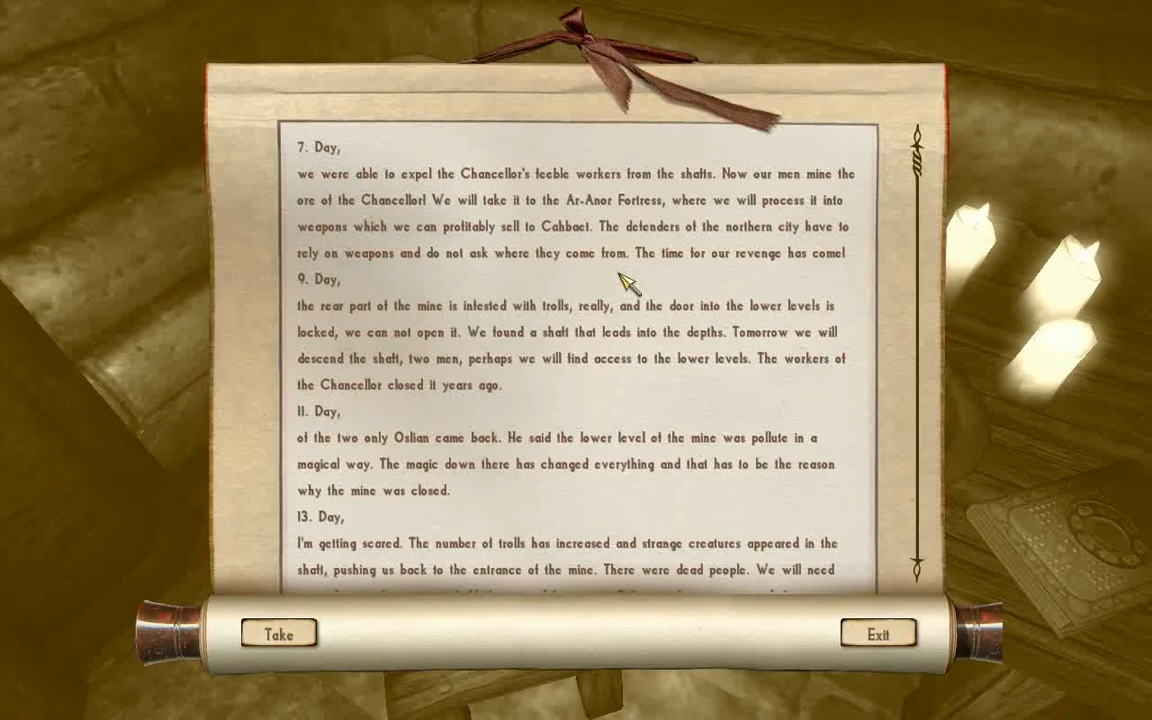 7. Day,
we were able to expel the Chancellor's feeble workers from the shafts. Now our men mine the
ore of the Chancellor! We will take it to the Ar-Anor Fortress, where we will process it into
weapons which we can profitably sell to Cahbaet. The defenders of the northern city have to
rely on weapons and do not ask where they come from. The time for our revenge has come!
9. Day,
the rear part of the mine is infested with trolls, really, and the door into the lower levels is
locked, we can not open it. We found a shaft that leads into the depths. Tomorrow we will
descend the shaft, two men, perhaps we will find access to the lower levels. The workers of
the Chancellor closed it years ago.
11. Day,
of the two only Oslian came back. He said the lower level of the mine was pollute in a
magical way. The magic down there has changed everything and that has to be the reason
why the mine was closed.
13. Day,
I'm getting scared. The number of trolls has increased and strange creatures appeared in the
shaft, pushing us back to the entrance of the mine. There were dead people. We will need
Take
Exit